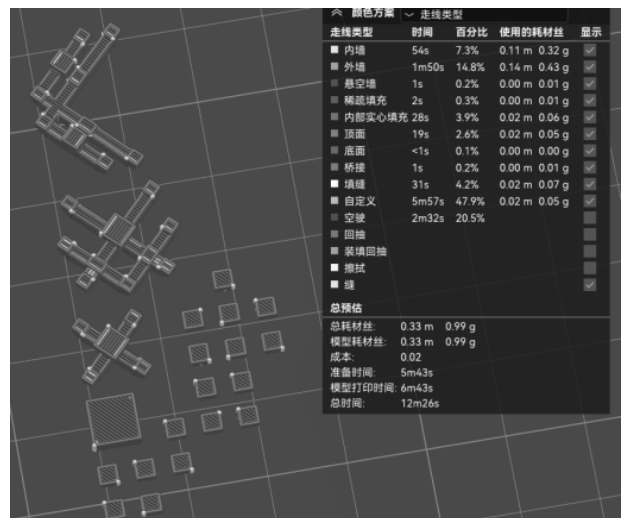 颜色方案 走线类型
走线类型 时间 百分比 使用的耗材丝 显示
内墙 54s 7.3% 0.11 m 0.32 g
外墙 1m50s 14.8% 0.14 m 0.43 g
悬空墙 1s 0.2% 0.00 m 0.01 g
稀疏填充 2s 0.3% 0.00 m 0.01 g
内部实心填充 28s 3.9% 0.02 m 0.06 g
顶面 19s 2.6% 0.02 m 0.05 g
底面 <1s 0.1% 0.00 m 0.00 g
桥接 1s 0.2% 0.00 m 0.01 g
填缝 31s 4.2% 0.02 m 0.07 g
自定义 5m57s 47.9% 0.02 m 0.05 g
空驶 2m32s 20.5%
回抽
装填回抽
擦拭
缝
总预估
总耗材丝: 0.33 m 0.99 g
模型耗材丝: 0.33 m 0.99 g
成本: 0.02
准备时间: 5m43s
模型打印时间: 6m43s
总时间: 12m26s